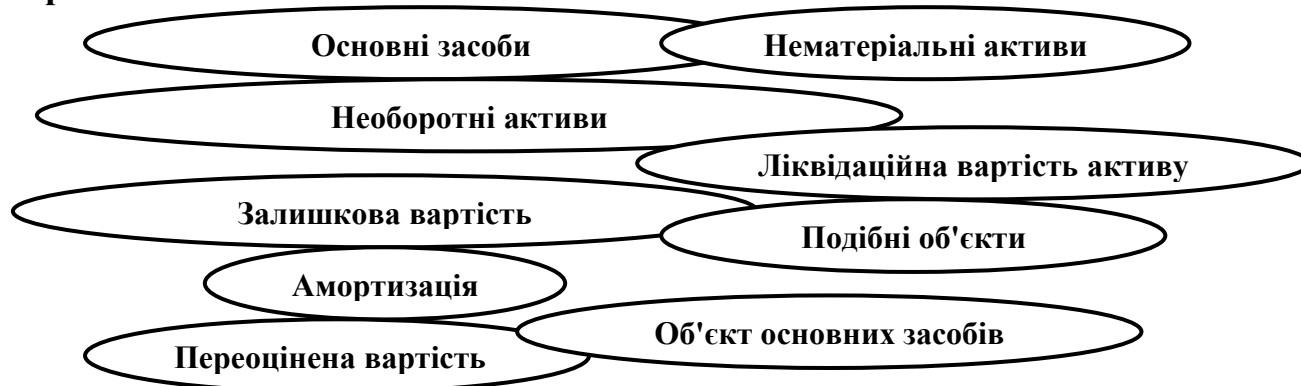 Основні засоби
Нематеріальні активи
Необоротні активи
Ліквідаційна вартість активу
Залишкова вартість
Подібні об'єкти
Амортизація
Об'єкт основних засобів
Переоцінена вартість